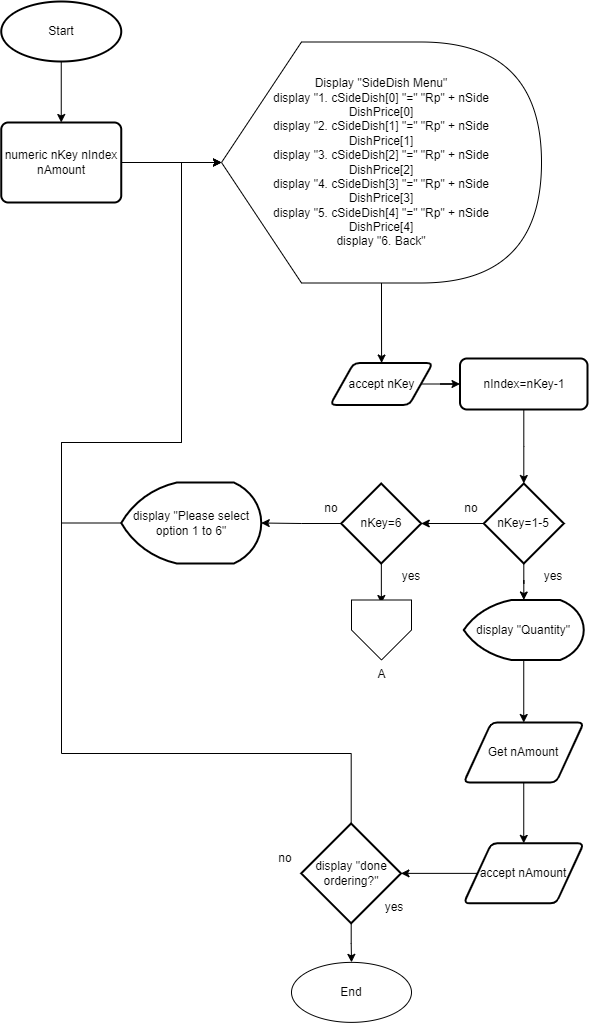 Start
numeric nKey nIndex
nAmount
Display "SideDish Menu"
display "1. cSideDish[0] "=" "Rp" + nSide
DishPrice[0]
display "2. cSideDish[1] "=" "Rp" + nSide
DishPrice[1]
display "3. cSideDish[2] "=" "Rp" + nSide
DishPrice[2]
display "4. cSideDish[3] "=" "Rp" + nSide
DishPrice[3]
display "5. cSideDish[4] "=" "Rp" + nSide
DishPrice[4]
display "6. Back"
accept nKey
nIndex=nKey-1
nKey=1-5
no
nKey=6
no
display "Please select
option 1 to 6"
yes
A
yes
display "Quantity"
Get nAmount
accept nAmount
display "done
ordering?"
no
yes
End